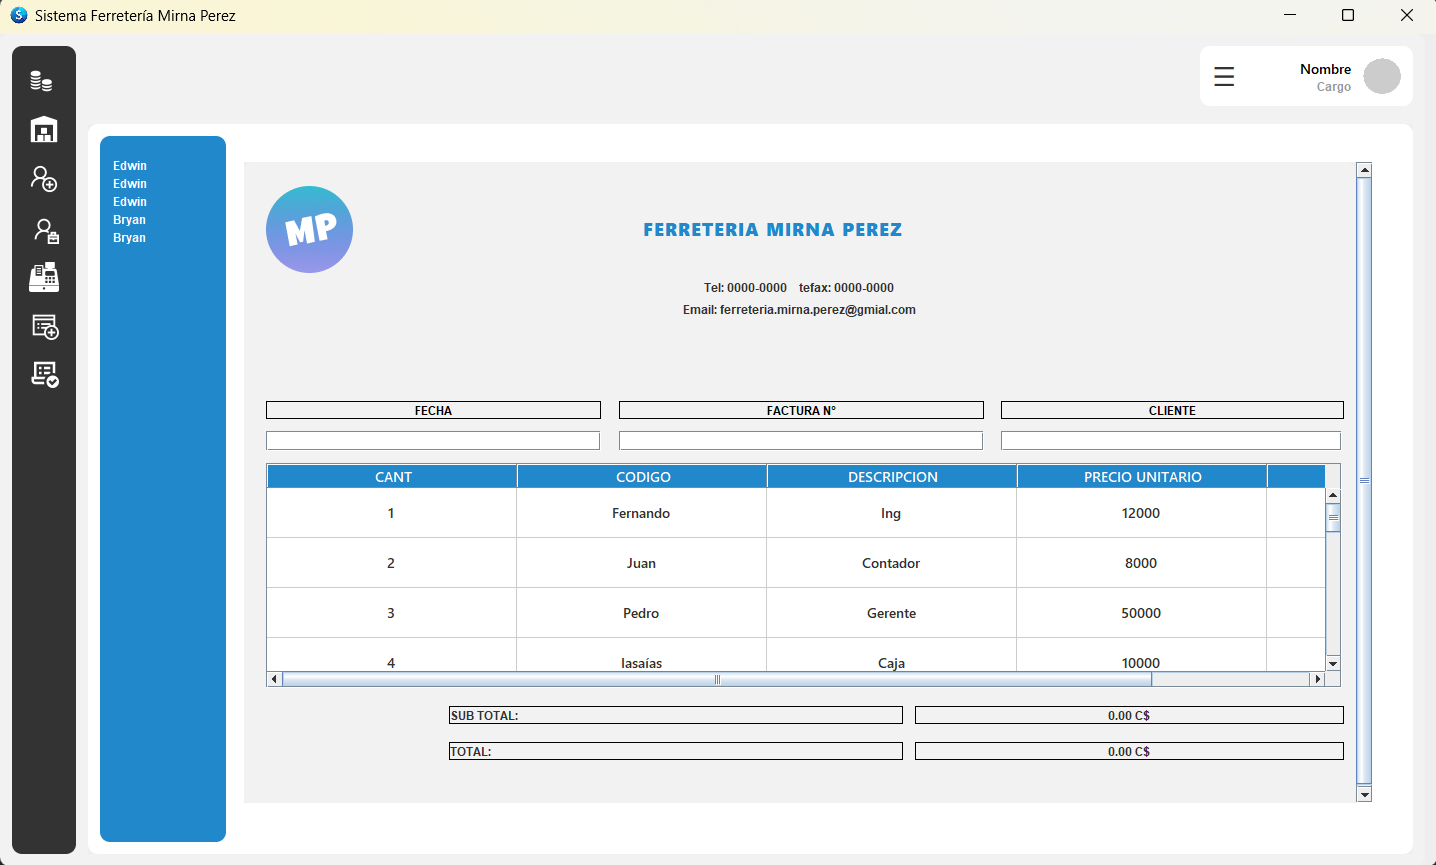 Sistema Ferretería Mirna Perez
Nombre
Cargo
Edwin
Edwin
Edwin
Bryan
Bryan
MP
FERRETERIA MIRNA PEREZ
Tel: 0000-0000 tefax: 0000-0000
Email: ferreteria.mirna.perez@gmial.com
FECHA FACTURA N° CLIENTE
CANT CODIGO DESCRIPCION PRECIO UNITARIO
1 Fernando Ing 12000
2 Juan Contador 8000
3 Pedro Gerente 50000
4 Iasaías Caja 10000
SUB TOTAL: 0.00 C$
TOTAL: 0.00 C$